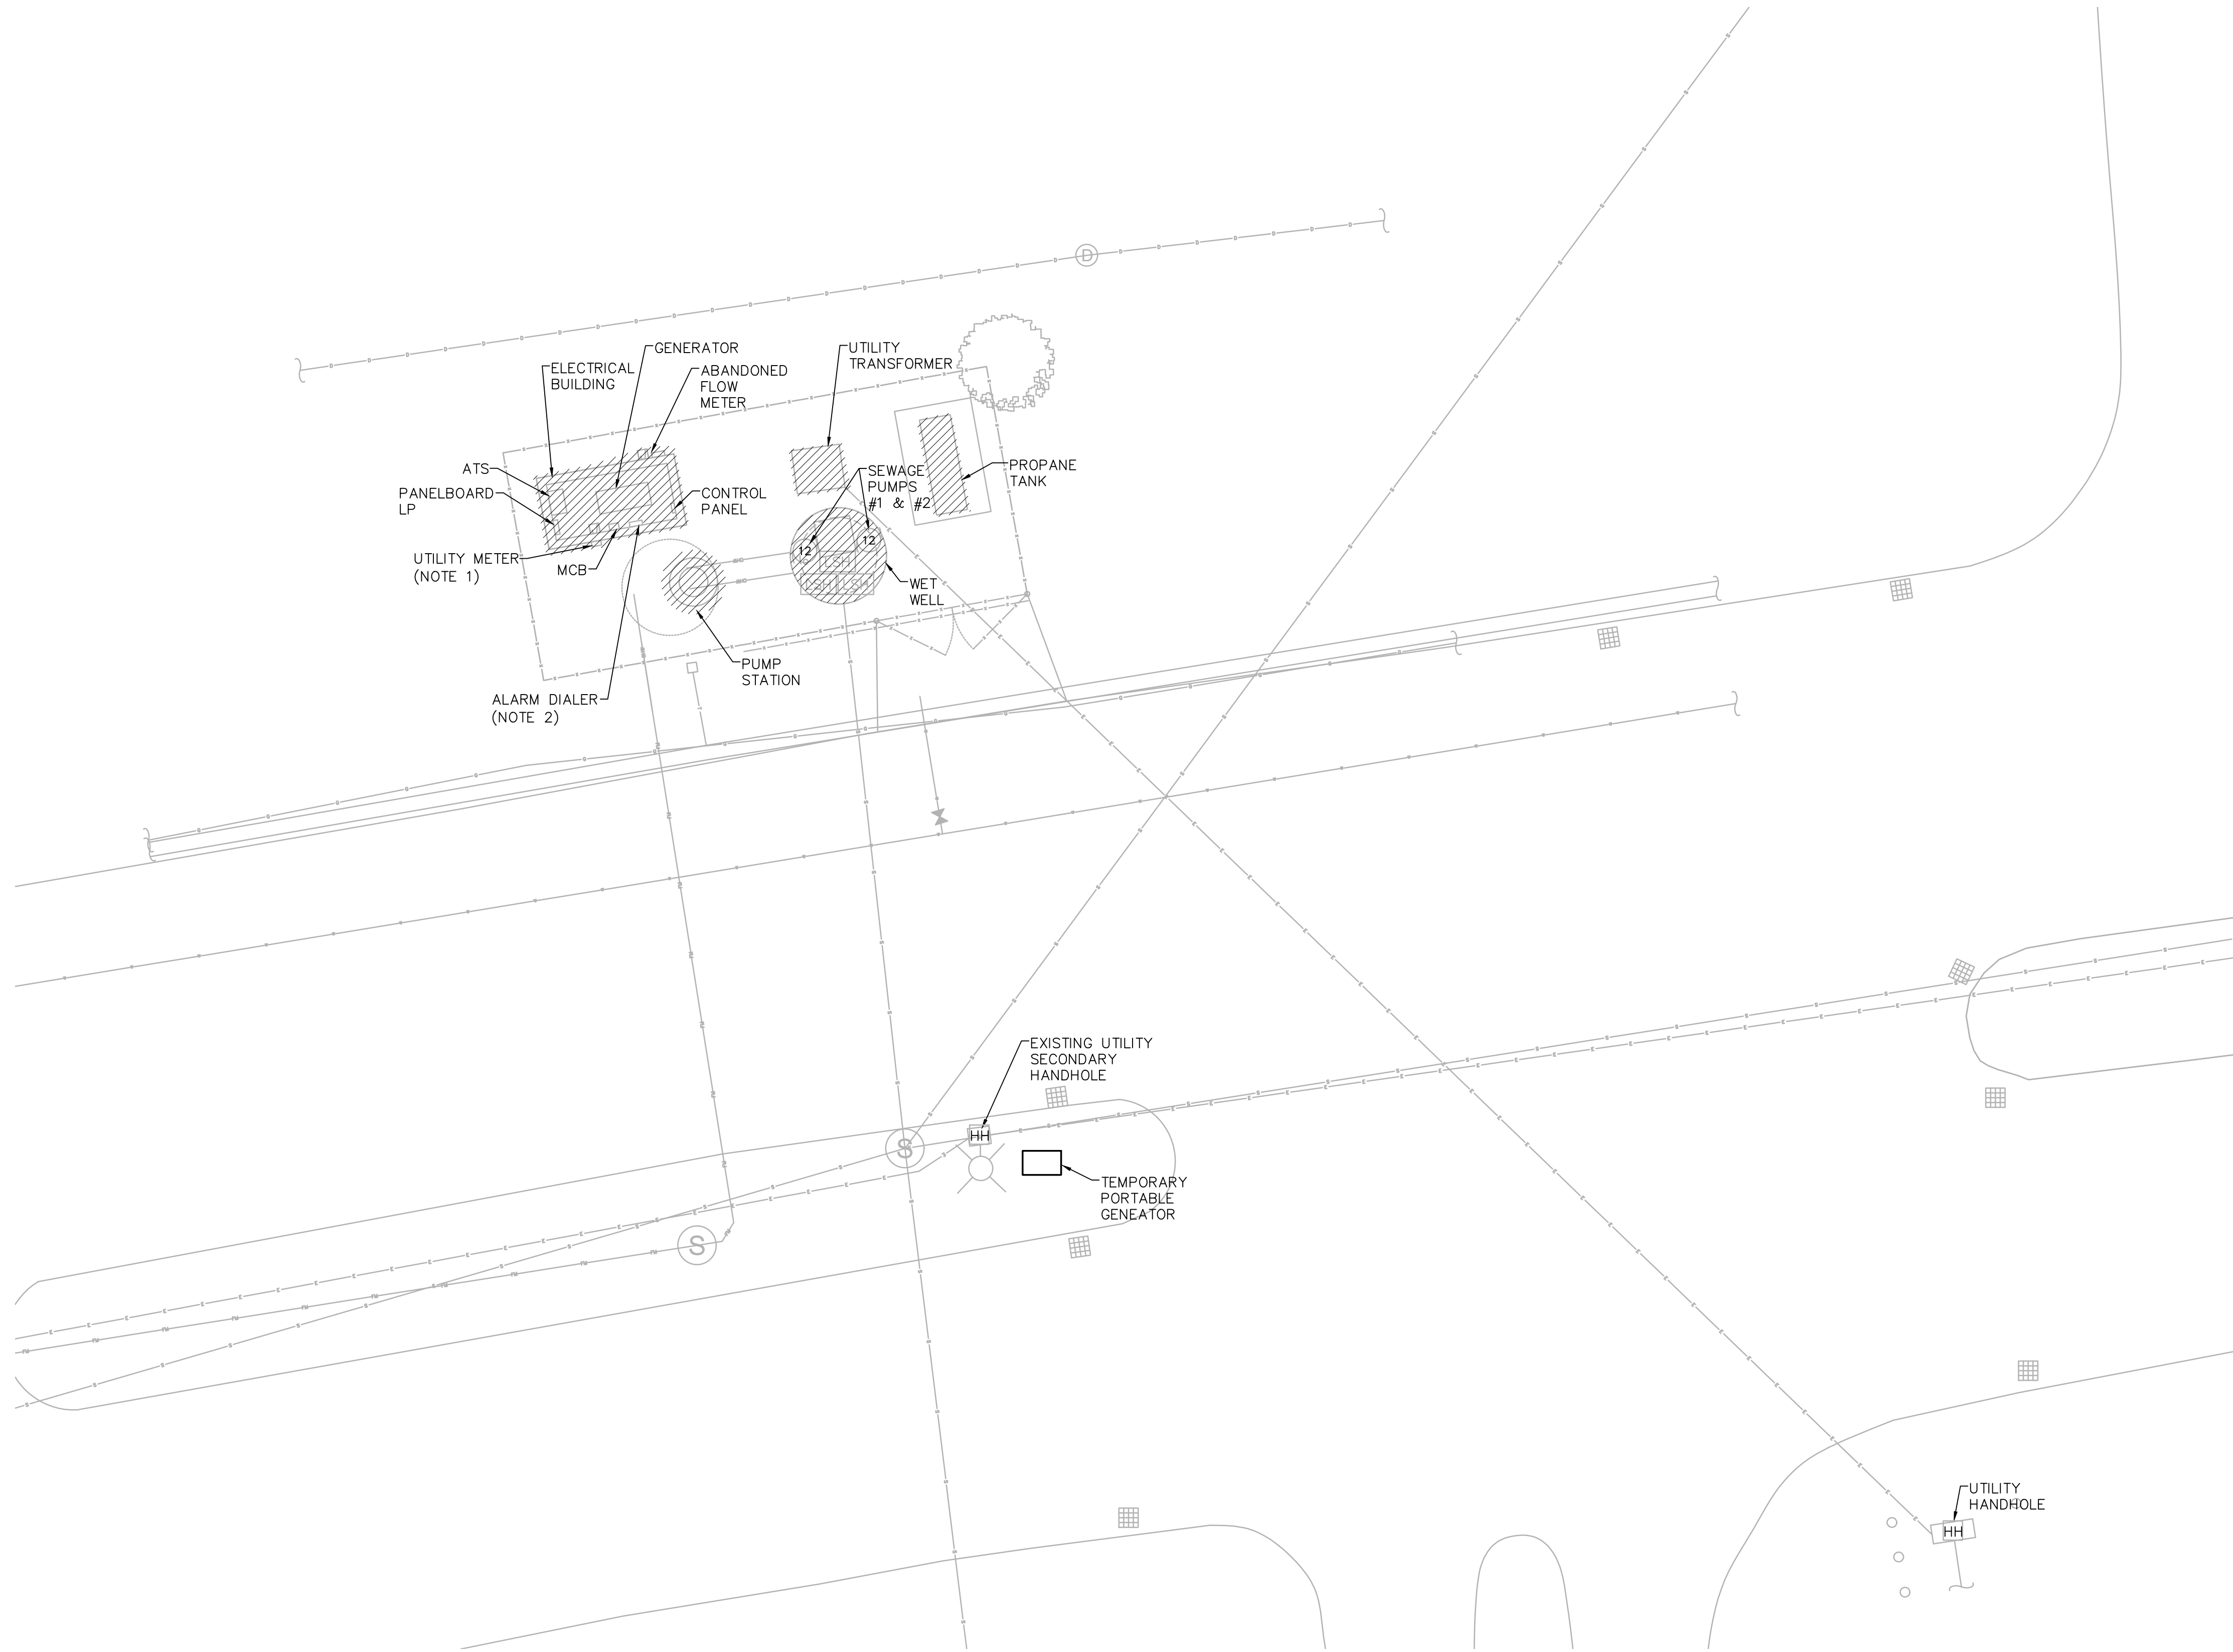 D
GENERATOR
UTILITY
TRANSFORMER
ELECTRICAL
BUILDING
ABANDONED
FLOW
METER
ATS
PANELBOARD
LP
CONTROL
PANEL
SEWAGE
PUMPS
#1 & #2
PROPANE
TANK
12
12
LSH
LSH
UTILITY METER
(NOTE 1)
MCB
WET
WELL
PUMP
STATION
ALARM DIALER
(NOTE 2)
EXISTING UTILITY
SECONDARY
HANDHOLE
HH
S
TEMPORARY
PORTABLE
GENEATOR
S
UTILITY
HANDHOLE
HH